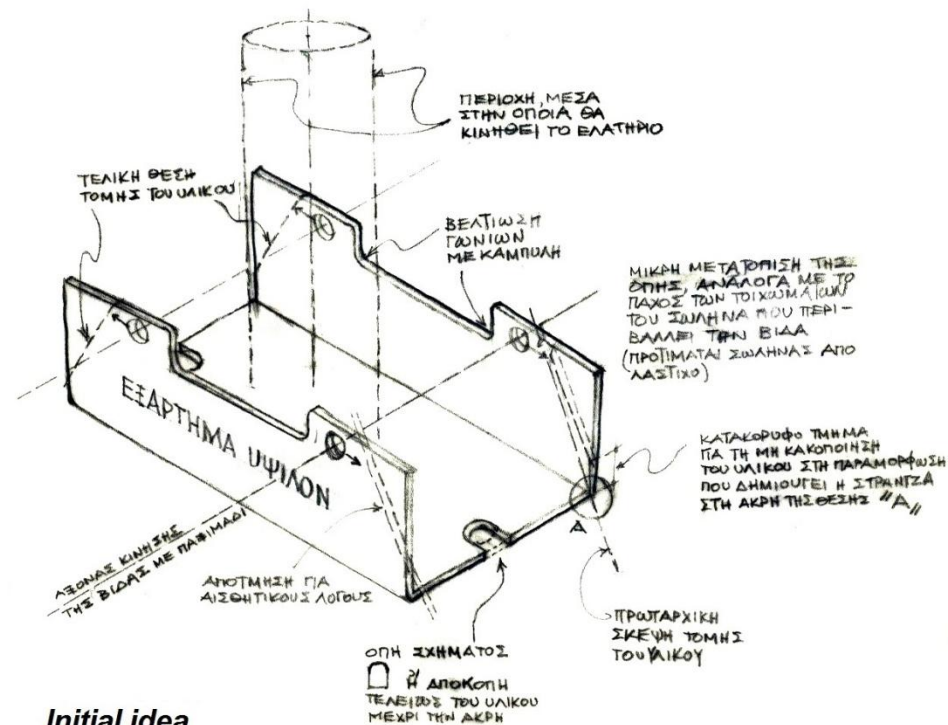 ΠΕΡΙΟΧΗ, ΜΕΣΑ
ΣΤΗΝ ΟΠΟΙΑ ΘΑ
ΚΙΝΗΘΕΙ ΤΟ ΕΛΑΤΗΡΙΟ
ΤΕΛΙΚΗ ΘΕΣΗ
ΤΟΜΗΣ ΤΟΥ ΥΛΙΚΟΥ
ΒΕΛΤΙΩΣΗ
ΓΩΝΙΩΝ
ΜΕ ΚΑΜΠΥΛΗ
ΜΙΚΡΗ ΜΕΤΑΤΟΠΙΣΗ ΤΗΣ
ΟΠΗΣ, ΑΝΑΛΟΓΑ ΜΕ ΤΟ
ΠΑΧΟΣ ΤΩΝ ΤΟΙΧΩΜΑΤΩΝ
ΤΟΥ ΣΩΛΗΝΑ ΠΟΥ ΠΕΡΙ-
ΒΑΛΛΕΙ ΤΗΝ ΒΙΔΑ
(ΠΡΟΤΙΜΑΤΑΙ ΣΩΛΗΝΑΣ ΑΠΟ
ΛΑΣΤΙΧΟ)
ΕΞΑΡΤΗΜΑ ΥΨΙΛΟΝ
ΚΑΤΑΚΟΡΥΦΟ ΤΜΗΜΑ
ΓΙΑ ΤΗ ΜΗ ΚΑΚΟΠΟΙΗΣΗ
ΤΟΥ ΥΛΙΚΟΥ ΣΤΗ ΠΑΡΑΜΟΡΦΩΣΗ
ΠΟΥ ΔΗΜΙΟΥΓΕΙ Η ΣΤΡΑΝΤΖΑ
ΣΤΗ ΑΚΡΗ ΤΗΣ ΘΕΣΗΣ "Α"
Α
ΑΞΟΝΑΣ ΚΙΝΗΣΗΣ
ΤΗΣ ΒΙΔΑΣ ΜΕ ΠΑΞΙΜΑΔΙ
ΑΠΟΤΜΗΣΗ ΓΙΑ
ΑΙΣΘΗΤΙΚΟΥΣ ΛΟΓΟΥΣ
ΠΡΩΤΑΡΧΙΚΗ
ΣΚΕΨΗ ΤΟΜΗΣ
ΤΟΥ ΥΛΙΚΟΥ
ΟΠΗ ΣΧΗΜΑΤΟΣ
Ή ΑΠΟΚΟΠΗ
ΤΕΛΕΙΩΣ ΤΟΥ ΥΛΙΚΟΥ
ΜΕΧΡΙ ΤΗΝ ΑΚΡΗ
Initial idea